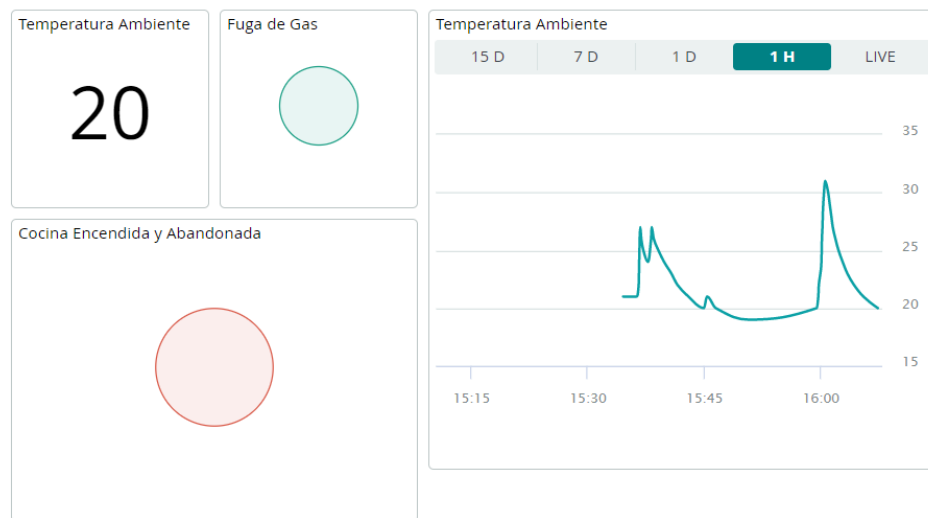 Temperatura Ambiente
20
Fuga de Gas
Cocina Encendida y Abandonada
Temperatura Ambiente
15 D 7 D 1 D 1 H LIVE
35
30
25
20
15
15:15 15:30 15:45 16:00